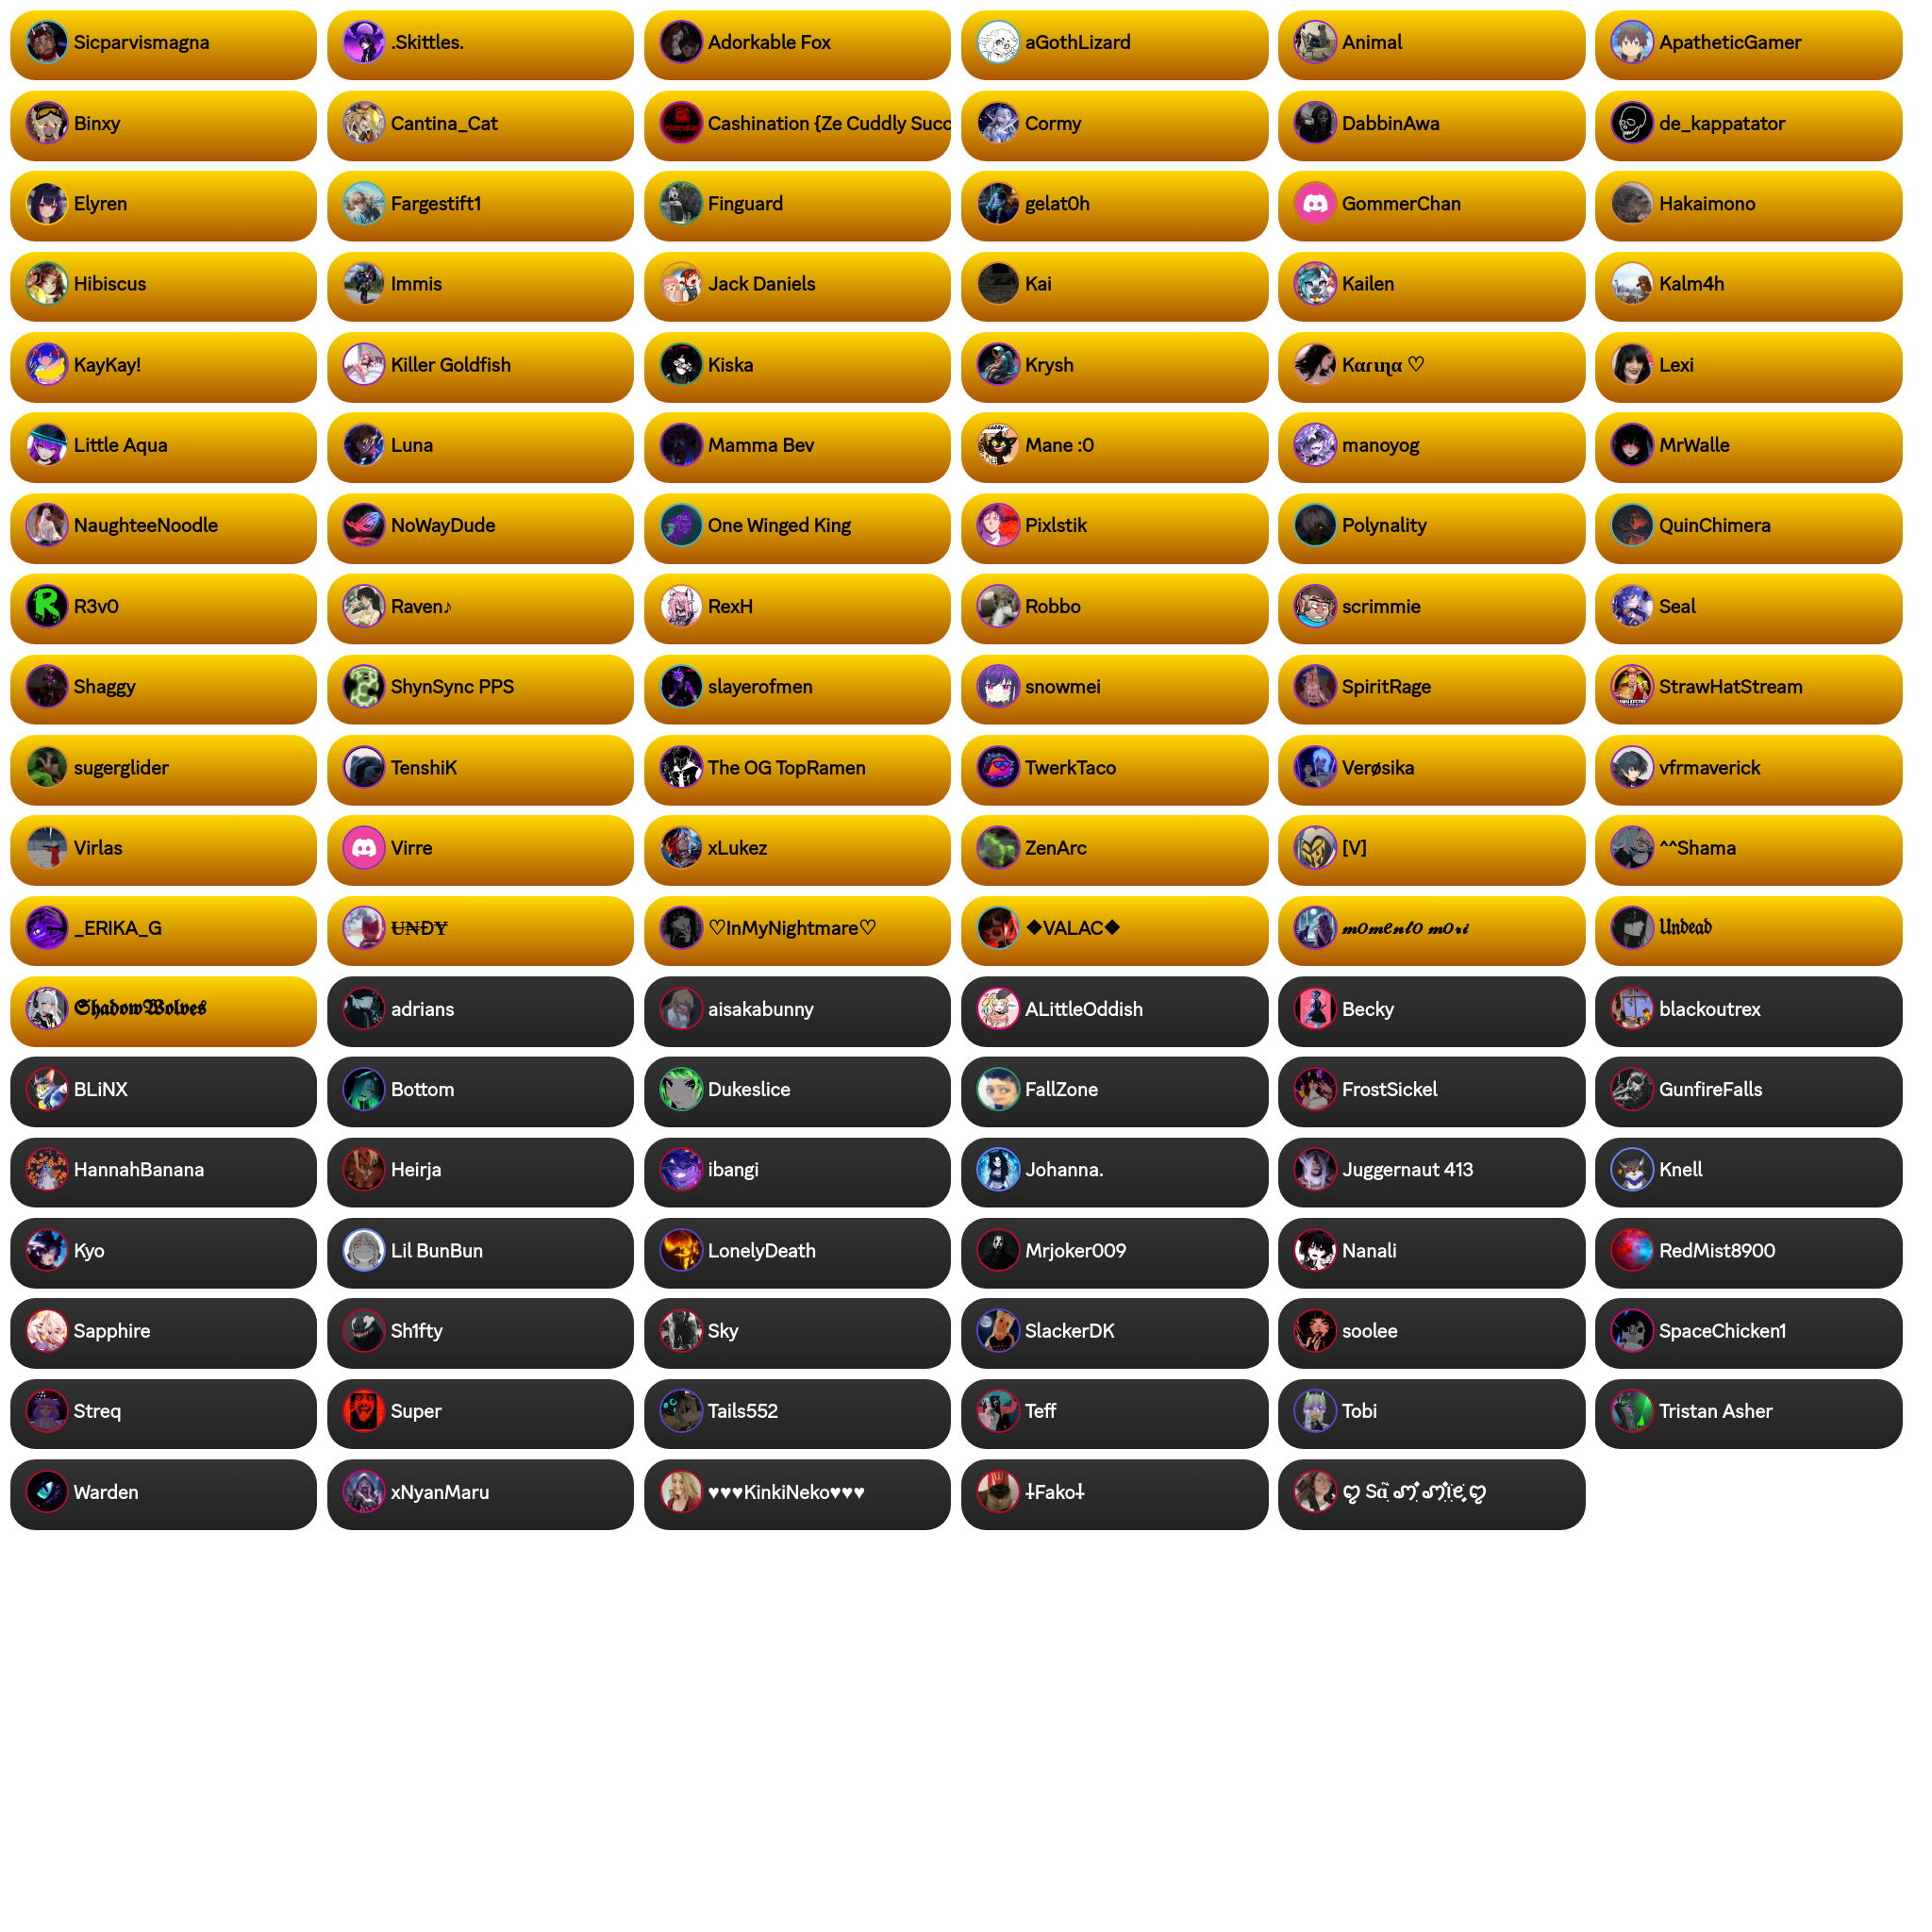 Sicparvismagna .Skittles. Adorkable Fox aGothLizard Animal ApatheticGamer
Binxy Cantina_Cat Cashination {Ze Cuddly Succ Cormy DabbinAwa de_kappatator
Elyren Fargestift1 Finguard gelat0h GommerChan Hakaimono
Hibiscus Immis Jack Daniels Kai Kailen Kalm4h
KayKay! Killer Goldfish Kiska Krysh Kαɾιɳα ♡ Lexi
Little Aqua Luna Mamma Bev Mane :0 manoyog MrWalle
NaughteeNoodle NoWayDude One Winged King Pixlstik Polynality QuinChimera
R3v0 Raven♪ RexH Robbo scrimmie Seal
Shaggy ShynSync PPS slayerofmen snowmei SpiritRage StrawHatStream
sugerglider TenshiK The OG TopRamen TwerkTaco Verøsika vfrmaverick
Virlas Virre xLukez ZenArc [V] ^^Shama
_ERIKA_G U̶₦ĐɎ ♡InMyNightmare♡ ❖VALAC❖ 𝓶𝓸𝓶𝓮𝓷𝓽𝓸 𝓶𝓸𝓻𝓲 𝔘𝔫𝔡𝔢𝔞𝔡
𝕾𝖍𝖆𝖉𝖔𝖜𝖂𝖔𝖑𝖛𝖊𝖘 adrians aisakabunny ALittleOddish Becky blackoutrex
BLiNX Bottom Dukeslice FallZone FrostSickel GunfireFalls
HannahBanana Heirja ibangi Johanna. Juggernaut 413 Knell
Kyo Lil BunBun LonelyDeath Mrjoker009 Nanali RedMist8900
Sapphire Sh1fty Sky SlackerDK soolee SpaceChicken1
Streq Super Tails552 Teff Tobi Tristan Asher
Warden xNyanMaru ♥♥♥KinkiNeko♥♥♥ ⸸Fako⸸